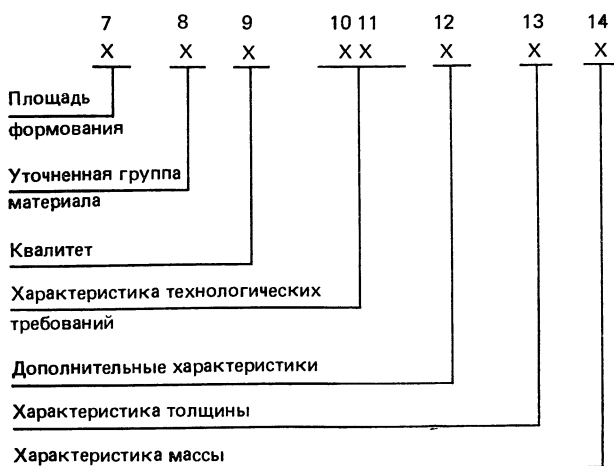 7 8 9 10 11 12 13 14
X X X X X X X X
Площадь
формования
Уточненная группа
материала
Квалитет
Характеристика технологических
требований
Дополнительные характеристики
Характеристика толщины
Характеристика массы